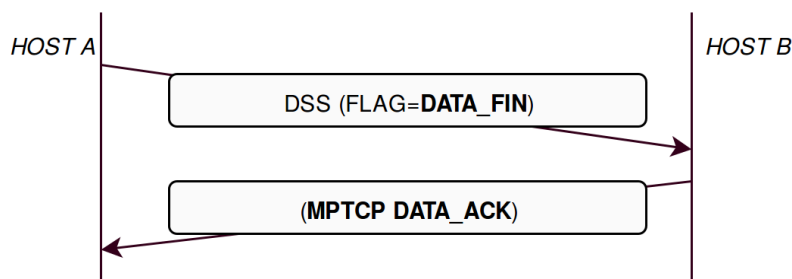 HOST A
HOST B
DSS (FLAG=DATA_FIN)
(MPTCP DATA_ACK)